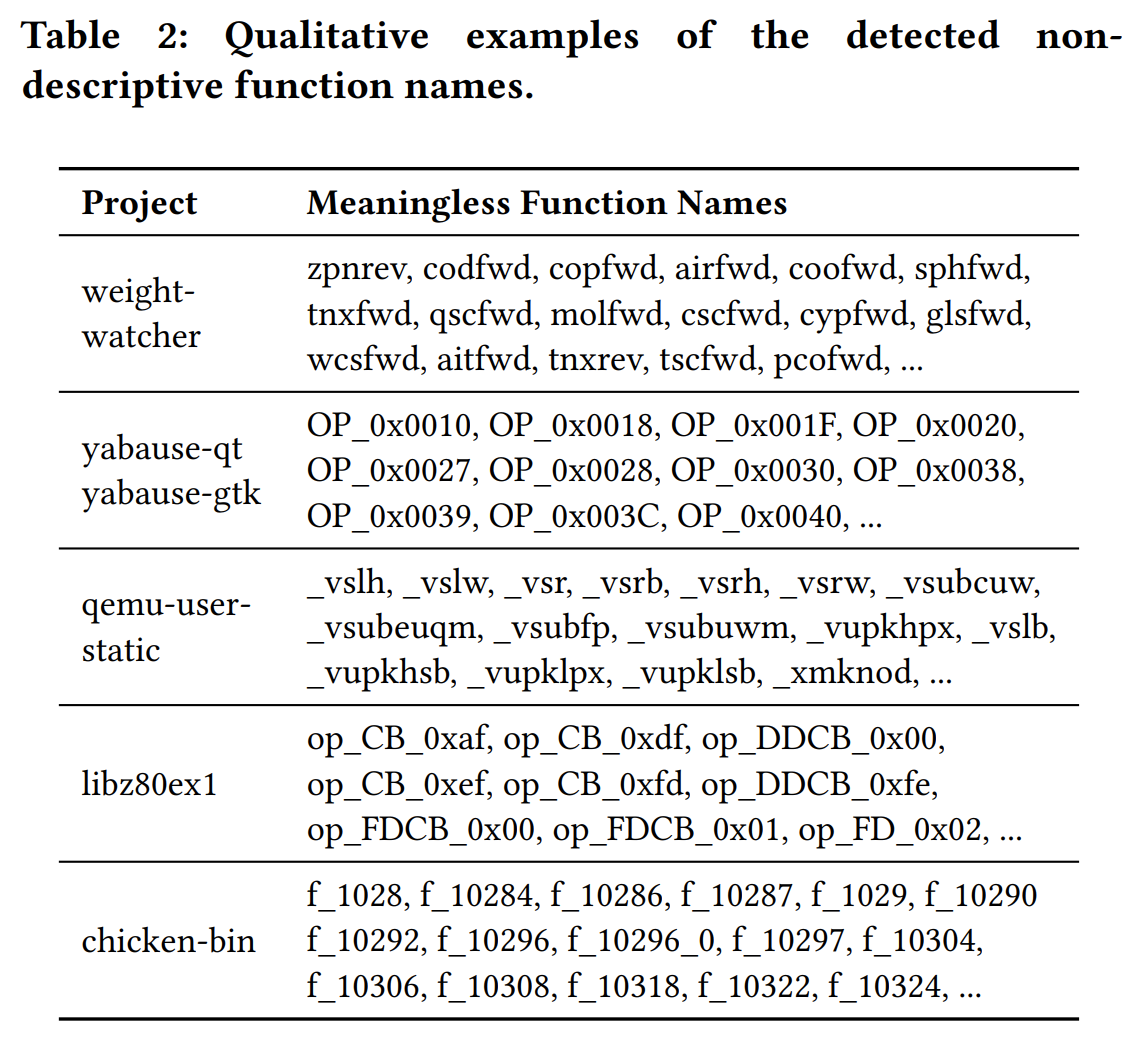 Table 2: Qualitative examples of the detected non-
descriptive function names.
Project Meaningless Function Names
weight-
watcher
zpnrev, codfwd, copfwd, airfwd, coofwd, sphfwd,
tnxfwd, qscfwd, molfwd, cscfwd, cypfwd, glsfwd,
wcsfwd, aitfwd, tnxrev, tscfwd, pcofwd, ...
yabause-qt
yabause-gtk
OP_0x0010, OP_0x0018, OP_0x001F, OP_0x0020,
OP_0x0027, OP_0x0028, OP_0x0030, OP_0x0038,
OP_0x0039, OP_0x003C, OP_0x0040, ...
qemu-user-
static
_vslh, _vslw, _vsr, _vsrb, _vsrh, _vsrw, _vsubcuw,
_vsubeuqm, _vsubfp, _vsubuwm, _vupkhpx, _vslb,
_vupkhsb, _vupklpx, _vupklsb, _xmknod, ...
libz80ex1
op_CB_0xaf, op_CB_0xdf, op_DDCB_0x00,
op_CB_0xef, op_CB_0xfd, op_DDCB_0xfe,
op_FDCB_0x00, op_FDCB_0x01, op_FD_0x02, ...
chicken-bin
f_1028, f_10284, f_10286, f_10287, f_1029, f_10290
f_10292, f_10296, f_10296_0, f_10297, f_10304,
f_10306, f_10308, f_10318, f_10322, f_10324, ...